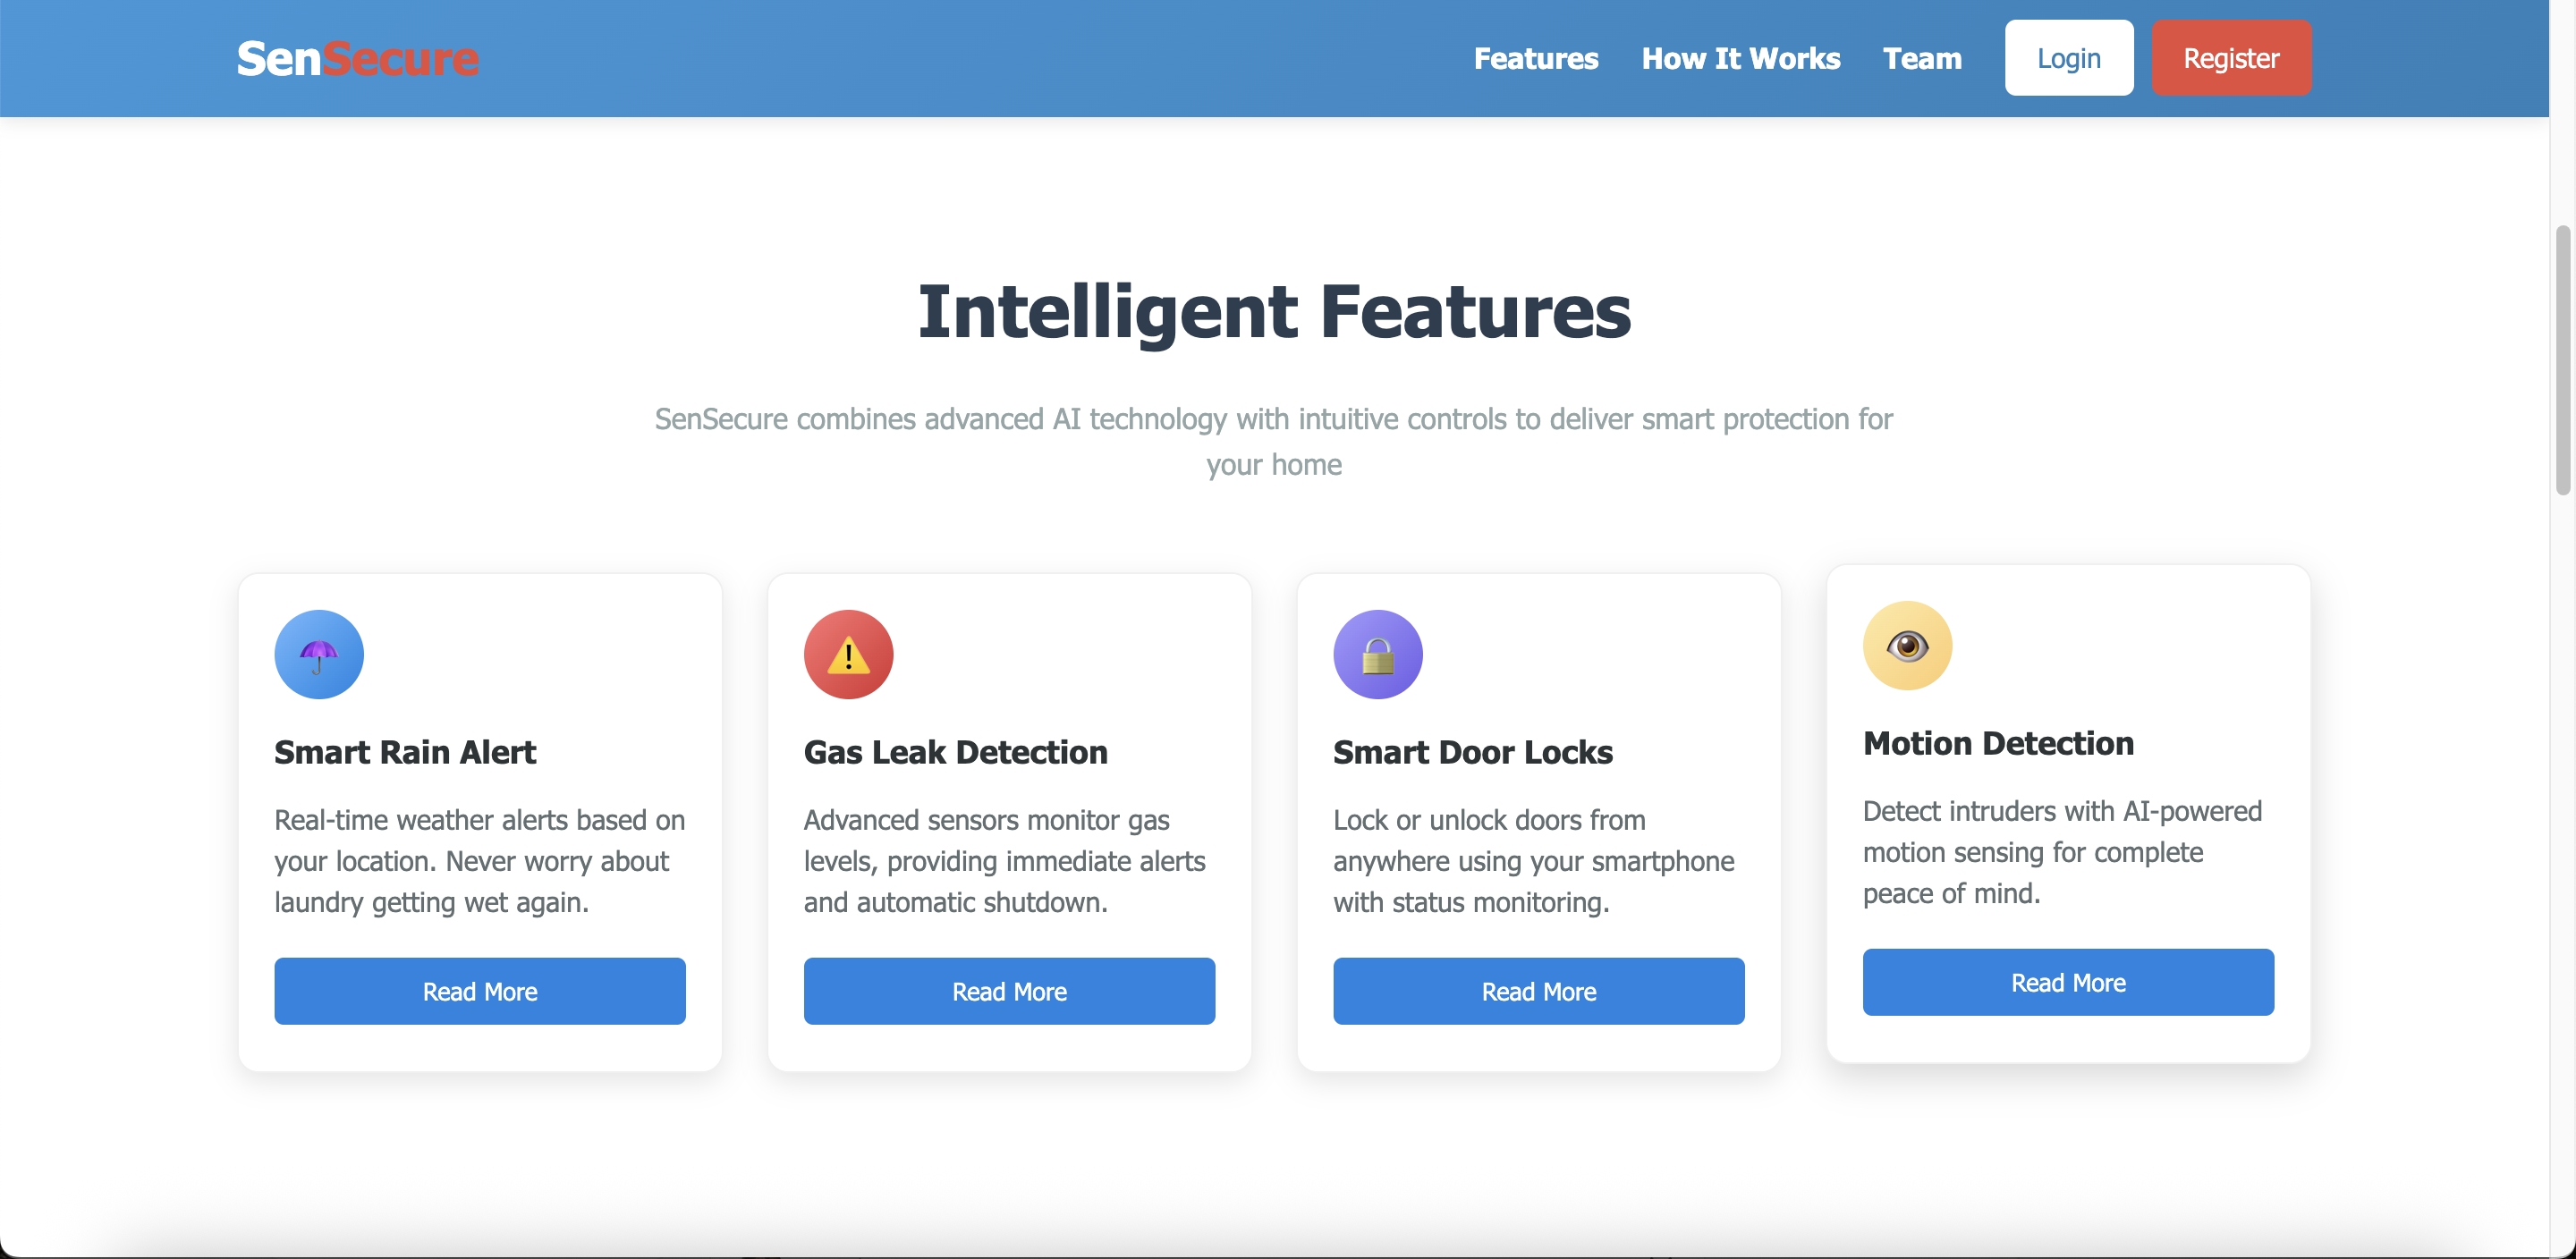 SenSecure
Features
How It Works
Team
Login
Register
Intelligent Features
SenSecure combines advanced AI technology with intuitive controls to deliver smart protection for
your home
Smart Rain Alert
Real-time weather alerts based on
your location. Never worry about
laundry getting wet again.
Read More
Gas Leak Detection
Advanced sensors monitor gas
levels, providing immediate alerts
and automatic shutdown.
Read More
Smart Door Locks
Lock or unlock doors from
anywhere using your smartphone
with status monitoring.
Read More
Motion Detection
Detect intruders with AI-powered
motion sensing for complete
peace of mind.
Read More